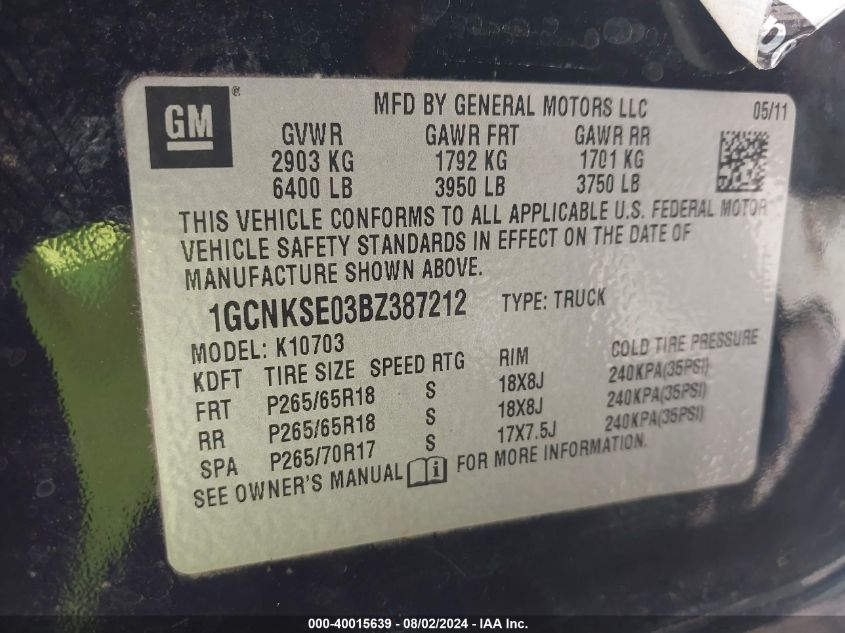 GM ®
MFD BY GENERAL MOTORS LLC 05/11
GVWR GAWR FRT GAWR RR
2903 KG 1792 KG 1701 KG
6400 LB 3950 LB 3750 LB
THIS VEHICLE CONFORMS TO ALL APPLICABLE U.S. FEDERAL MOTOR
VEHICLE SAFETY STANDARDS IN EFFECT ON THE DATE OF
MANUFACTURE SHOWN ABOVE.
1GCNKSE03BZ387212 TYPE: TRUCK
MODEL: K10703
KDFT TIRE SIZE SPEED RTG RIM COLD TIRE PRESSURE
FRT P265/65R18 S 18X8J 240KPA(35PSI)
RR P265/65R18 S 18X8J 240KPA(35PSI)
SPA P265/70R17 S 17X7.5J 240KPA(35PSI)
SEE OWNER'S MANUAL FOR MORE INFORMATION.
000-40015639 - 08/02/2024 - IAA Inc.